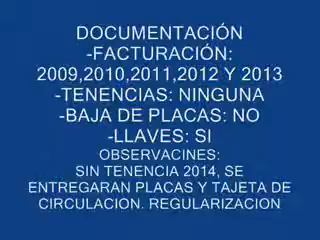 DOCUMENTACIÓN
-FACTURACIÓN:
2009,2010,2011,2012 Y 2013
-TENENCIAS: NINGUNA
-BAJA DE PLACAS: NO
-LLAVES: SI
OBSERVACINES:
SIN TENENCIA 2014, SE
ENTREGARAN PLACAS Y TAJETA DE
CIRCULACION. REGULARIZACION